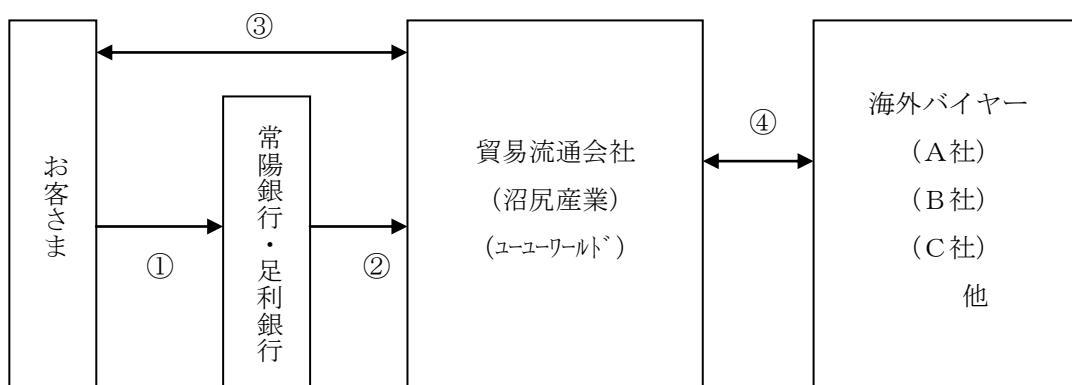 お客さま
①
③
常陽銀行・足利銀行
②
貿易流通会社
(沼尻産業)
(ﾕｰﾕｰﾜｰﾙﾄﾞ)
④
海外バイヤー
(A社)
(B社)
(C社)
他